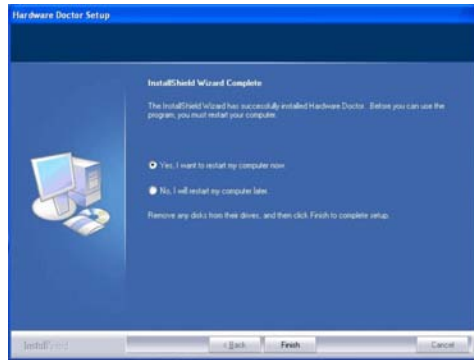 Hardware Doctor Setup
InstallShield Wizard Complete
The InstallShield Wizard has successfully installed Hardware Doctor. Before you can use the
program, you must restart your computer.
Yes, I want to restart my computer now.
No, I will restart my computer later.
Remove any disks from their drives, and then click Finish to complete setup.
InstallShield
< Back
Finish
Cancel